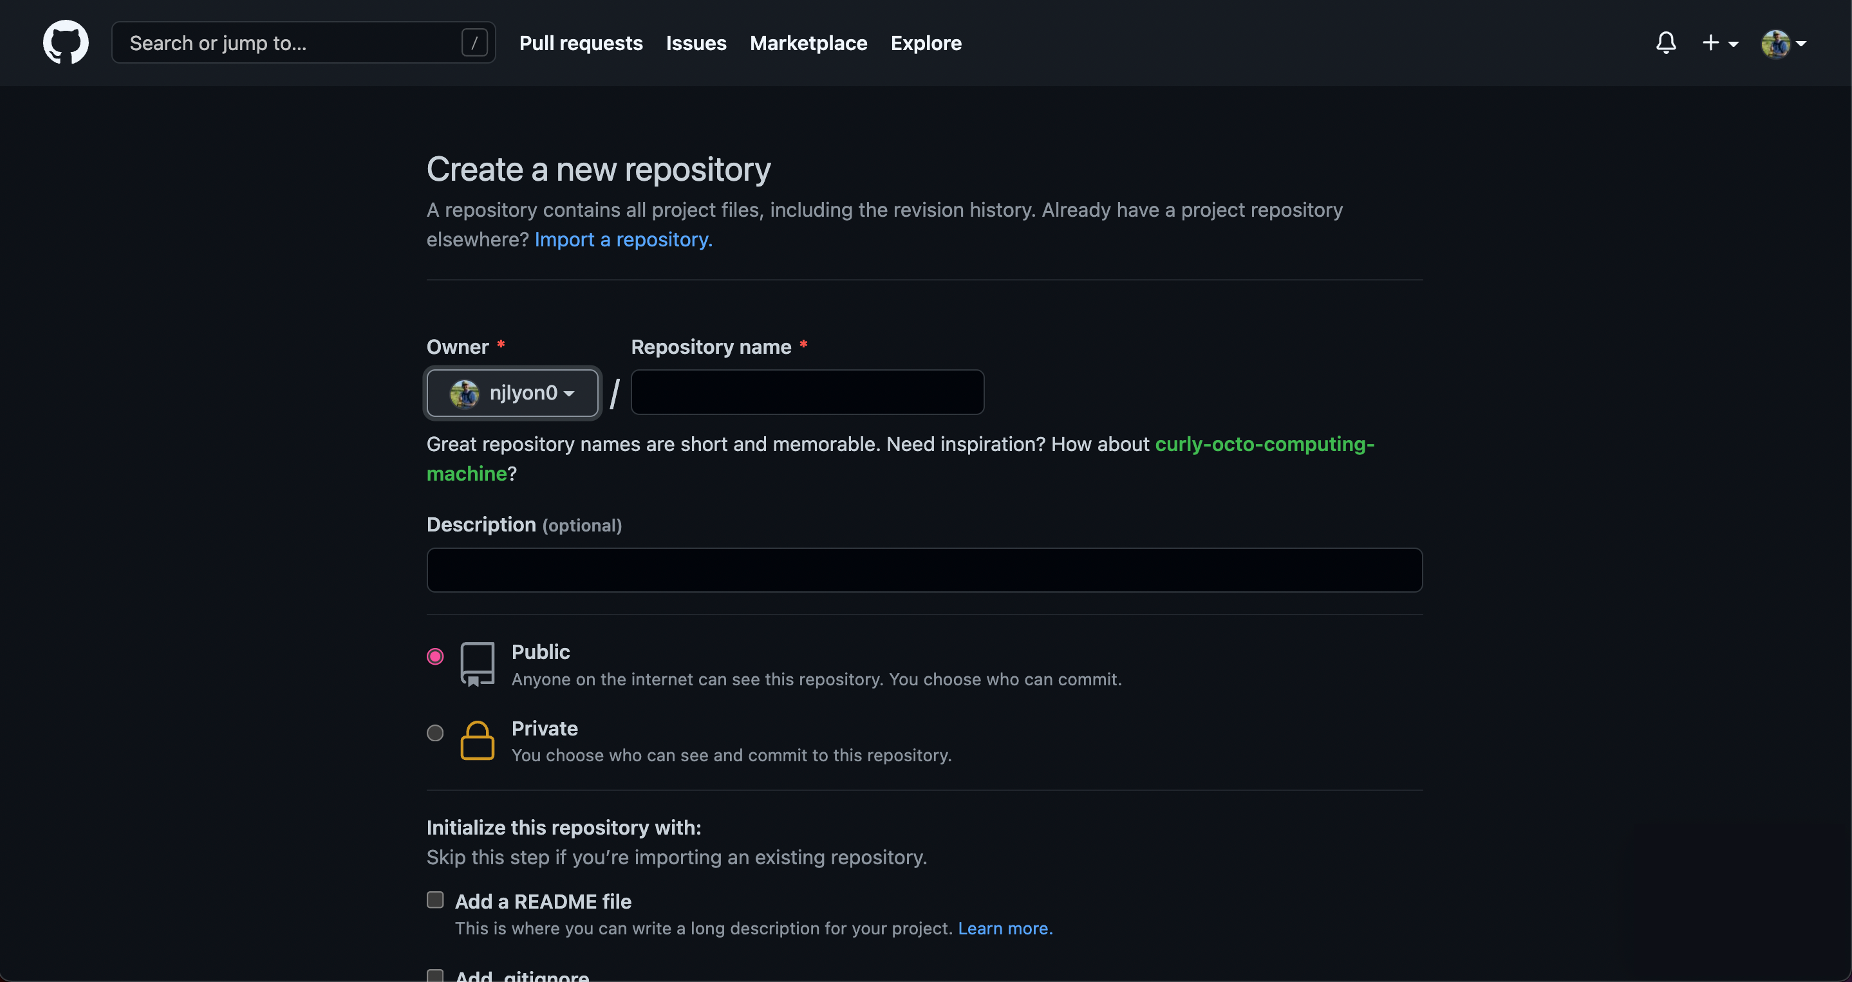 Search or jump to... /
Pull requests Issues Marketplace Explore
Create a new repository
A repository contains all project files, including the revision history. Already have a project repository
elsewhere? Import a repository.
Owner * Repository name *
njlyon0 /
Great repository names are short and memorable. Need inspiration? How about curly-octo-computing-
machine?
Description (optional)
Public
Anyone on the internet can see this repository. You choose who can commit.
Private
You choose who can see and commit to this repository.
Initialize this repository with:
Skip this step if you’re importing an existing repository.
Add a README file
This is where you can write a long description for your project. Learn more.
Add .gitignore